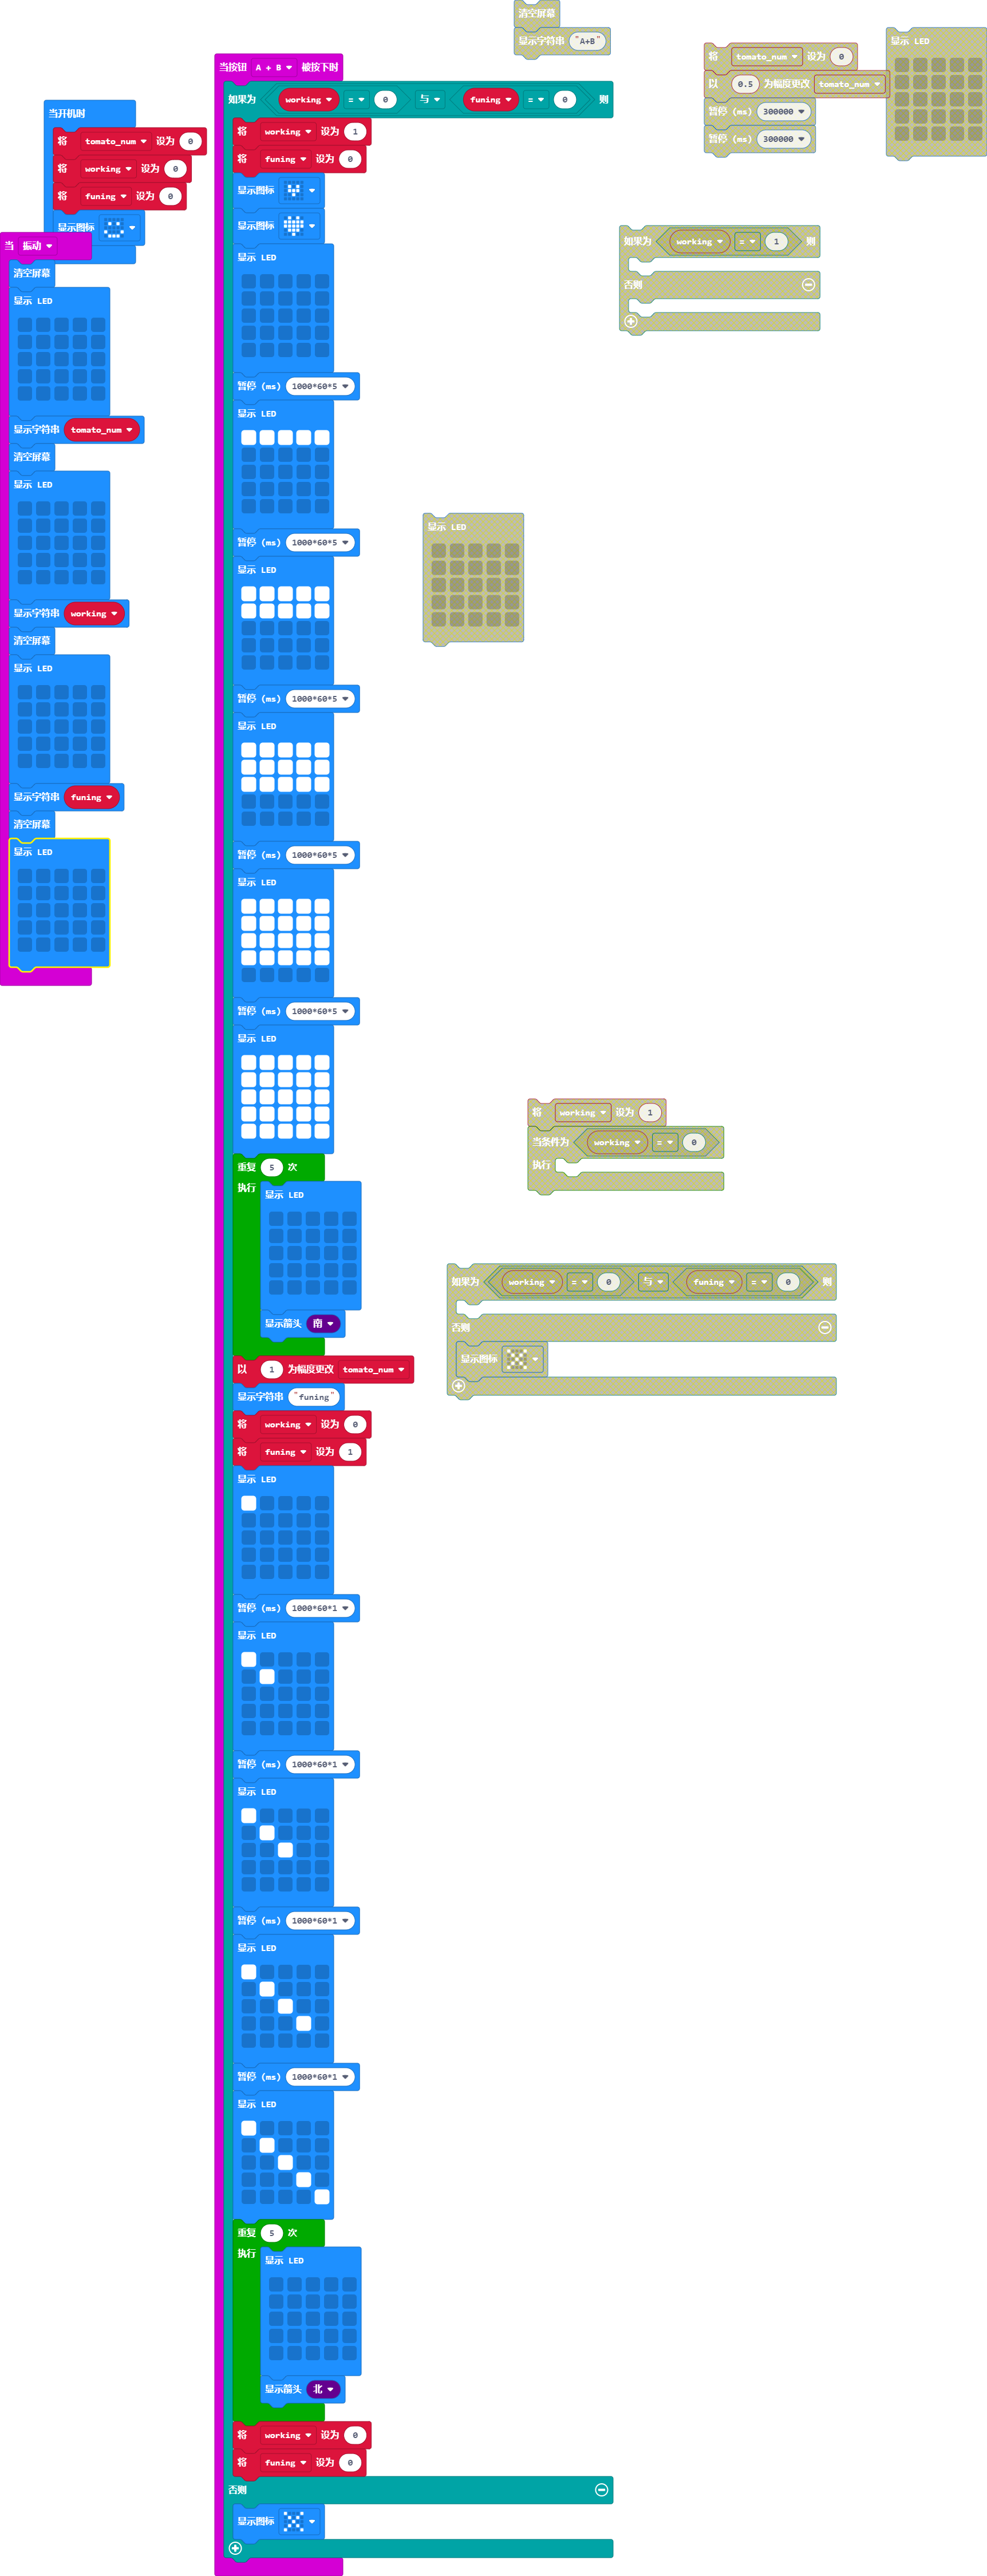 清空屏幕
显示字符串 "A+B"
将 tomato_num 设为 0
以 0.5 为幅度更改 tomato_num
暂停 (ms) 300000
暂停 (ms) 300000
显示 LED
当开机时
将 tomato_num 设为 0
将 working 设为 0
将 funing 设为 0
显示图标
当 振动
清空屏幕
显示 LED
显示字符串 tomato_num
清空屏幕
显示 LED
显示字符串 working
清空屏幕
显示 LED
显示字符串 funing
清空屏幕
显示 LED
当按钮 A + B 被按下时
如果为 working = 0 与 funing = 0 则
将 working 设为 1
将 funing 设为 0
显示图标
显示图标
显示 LED
暂停 (ms) 1000*60*5
显示 LED
暂停 (ms) 1000*60*5
显示 LED
暂停 (ms) 1000*60*5
显示 LED
暂停 (ms) 1000*60*5
显示 LED
暂停 (ms) 1000*60*5
显示 LED
重复 5 次
执行
显示 LED
显示箭头 南
以 1 为幅度更改 tomato_num
显示字符串 "funing"
将 working 设为 0
将 funing 设为 1
显示 LED
暂停 (ms) 1000*60*1
显示 LED
暂停 (ms) 1000*60*1
显示 LED
暂停 (ms) 1000*60*1
显示 LED
暂停 (ms) 1000*60*1
显示 LED
重复 5 次
执行
显示 LED
显示箭头 北
将 working 设为 0
将 funing 设为 0
否则
显示图标
如果为 working = 1 则
否则
显示 LED
将 working 设为 1
当条件为 working = 0
执行
如果为 working = 0 与 funing = 0 则
否则
显示图标